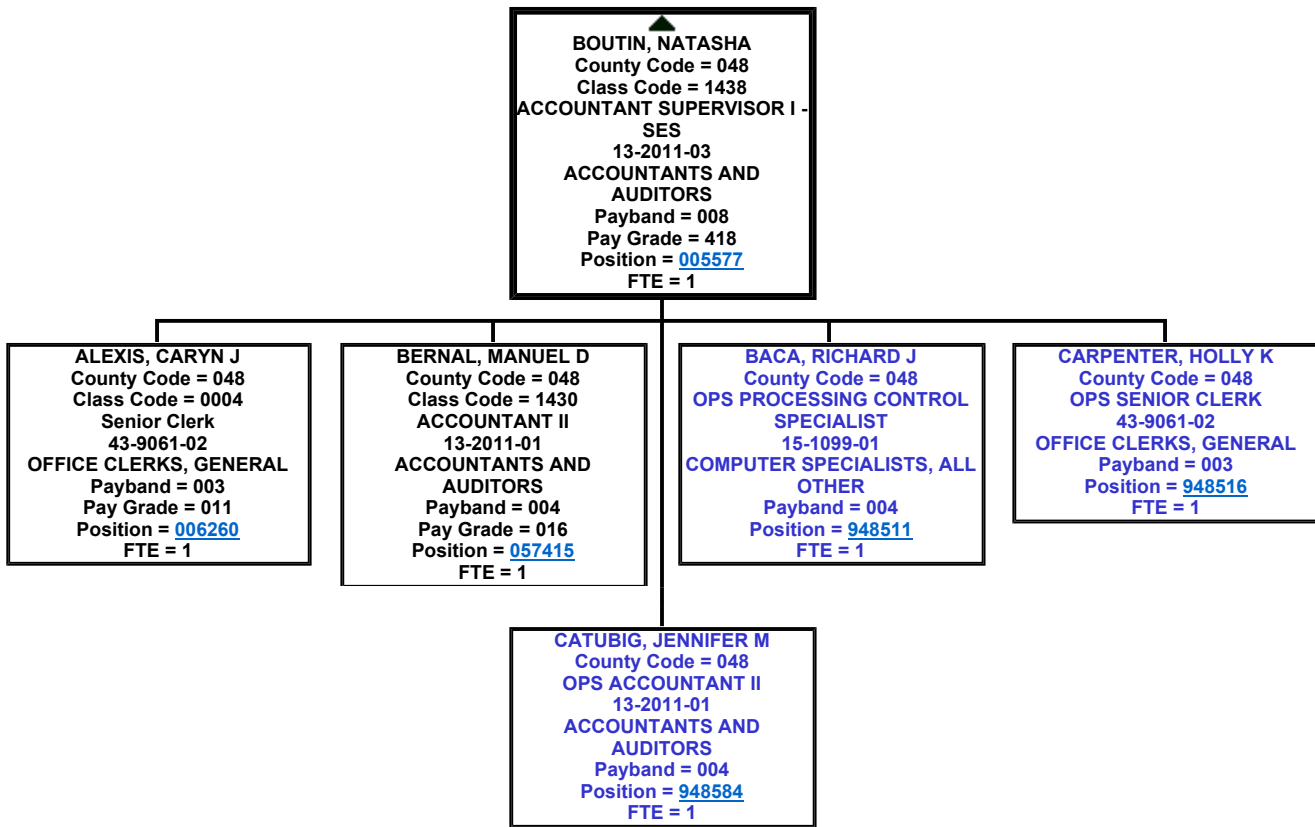 BOUTIN, NATASHA
County Code = 048
Class Code = 1438
ACCOUNTANT SUPERVISOR I -
SES
13-2011-03
ACCOUNTANTS AND
AUDITORS
Payband = 008
Pay Grade = 418
Position = 005577
FTE = 1
ALEXIS, CARYN J
County Code = 048
Class Code = 0004
Senior Clerk
43-9061-02
OFFICE CLERKS, GENERAL
Payband = 003
Pay Grade = 011
Position = 006260
FTE = 1
BERNAL, MANUEL D
County Code = 048
Class Code = 1430
ACCOUNTANT II
13-2011-01
ACCOUNTANTS AND
AUDITORS
Payband = 004
Pay Grade = 016
Position = 057415
FTE = 1
BACA, RICHARD J
County Code = 048
OPS PROCESSING CONTROL
SPECIALIST
15-1099-01
COMPUTER SPECIALISTS, ALL
OTHER
Payband = 004
Position = 948511
FTE = 1
CARPENTER, HOLLY K
County Code = 048
OPS SENIOR CLERK
43-9061-02
OFFICE CLERKS, GENERAL
Payband = 003
Position = 948516
FTE = 1
CATUBIG, JENNIFER M
County Code = 048
OPS ACCOUNTANT II
13-2011-01
ACCOUNTANTS AND
AUDITORS
Payband = 004
Position = 948584
FTE = 1